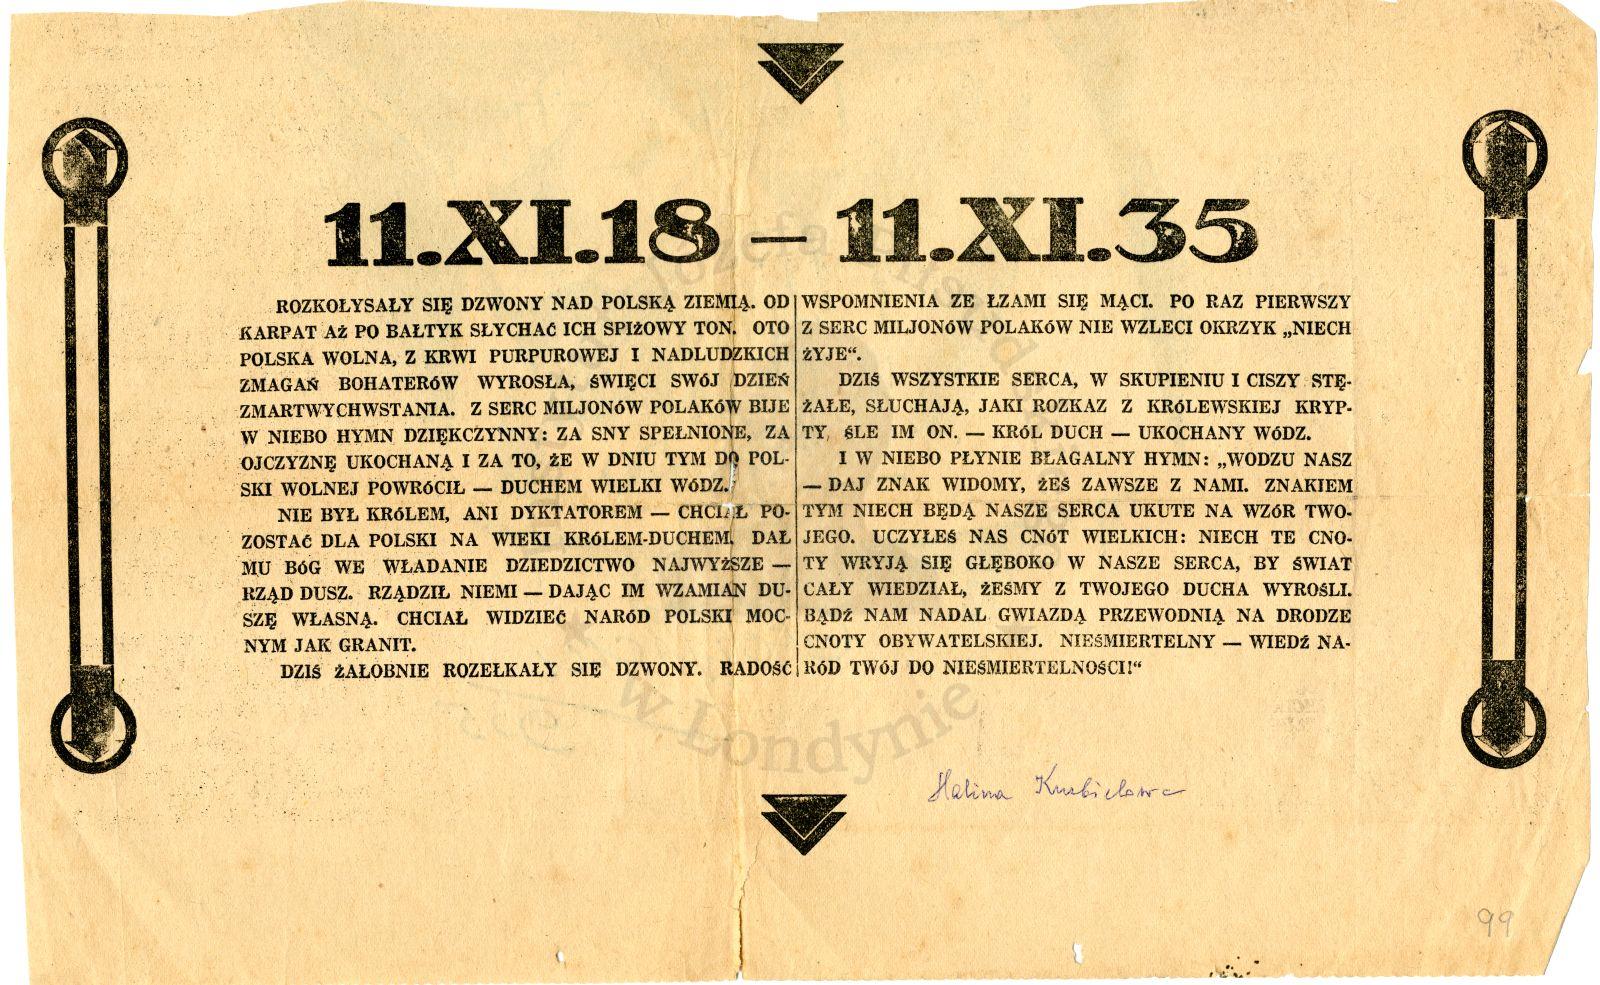 11.XI.18 — 11.XI.35
ROZKOŁYSAŁY SIĘ DZWONY NAD POLSKĄ ZIEMIĄ. OD
KARPAT AŻ PO BAŁTYK SŁYCHAĆ ICH SPIŻOWY TON. OTO
POLSKA WOLNA, Z KRWI PURPUROWEJ I NADLUDZKICH
ZMAGAŃ BOHATERÓW WYROSŁA, ŚWIĘCI SWÓJ DZIEŃ
ZMARTWYCHWSTANIA. Z SERC MILJONÓW POLAKÓW BIJE
W NIEBO HYMN DZIĘKCZYNNY: ZA SNY SPEŁNIONE, ZA
OJCZYZNĘ UKOCHANĄ I ZA TO, ŻE W DNIU TYM DO POL-
SKI WOLNEJ POWRÓCIŁ — DUCHEM WIELKI WÓDZ.
NIE BYŁ KRÓLEM, ANI DYKTATOREM — CHCIAŁ PO-
ZOSTAĆ DLA POLSKI NA WIEKI KRÓLEM-DUCHEM. DAŁ
MU BÓG WE WŁADANIE DZIEDZICTWO NAJWYŻSZE —
RZĄD DUSZ. RZĄDZIŁ NIEMI — DAJĄC IM WZAMIAN DU-
SZĘ WŁASNĄ. CHCIAŁ WIDZIEĆ NARÓD POLSKI MOC-
NYM JAK GRANIT.
DZIŚ ŻAŁOBNIE ROZEŁKAŁY SIĘ DZWONY. RADOŚĆ
WSPOMNIENIA ZE ŁZAMI SIĘ MĄCI. PO RAZ PIERWSZY
Z SERC MILJONÓW POLAKÓW NIE WZLECI OKRZYK „NIECH
ŻYJE“.
DZIŚ WSZYSTKIE SERCA, W SKUPIENIU I CISZY STĘ-
ŻAŁE, SŁUCHAJĄ, JAKI ROZKAZ Z KRÓLEWSKIEJ KRYP-
TY, ŚLE IM ON. — KRÓL DUCH — UKOCHANY WÓDZ.
I W NIEBO PŁYNIE BŁAGALNY HYMN: „WODZU NASZ
— DAJ ZNAK WIDOMY, ŻEŚ ZAWSZE Z NAMI. ZNAKIEM
TYM NIECH BĘDĄ NASZE SERCA UKUTE NA WZÓR TWO-
JEGO. UCZYŁEŚ NAS CNÓT WIELKICH: NIECH TE CNO-
TY WRYJĄ SIĘ GŁĘBOKO W NASZE SERCA, BY ŚWIAT
CAŁY WIEDZIAŁ, ŻEŚMY Z TWOJEGO DUCHA WYROŚLI.
BĄDŹ NAM NADAL GWIAZDĄ PRZEWODNIĄ NA DRODZE
CNOTY OBYWATELSKIEJ. NIEŚMIERTELNY — WIEDŹ NA-
RÓD TWÓJ DO NIEŚMIERTELNOŚCI!“
w Londynie
Halina
99